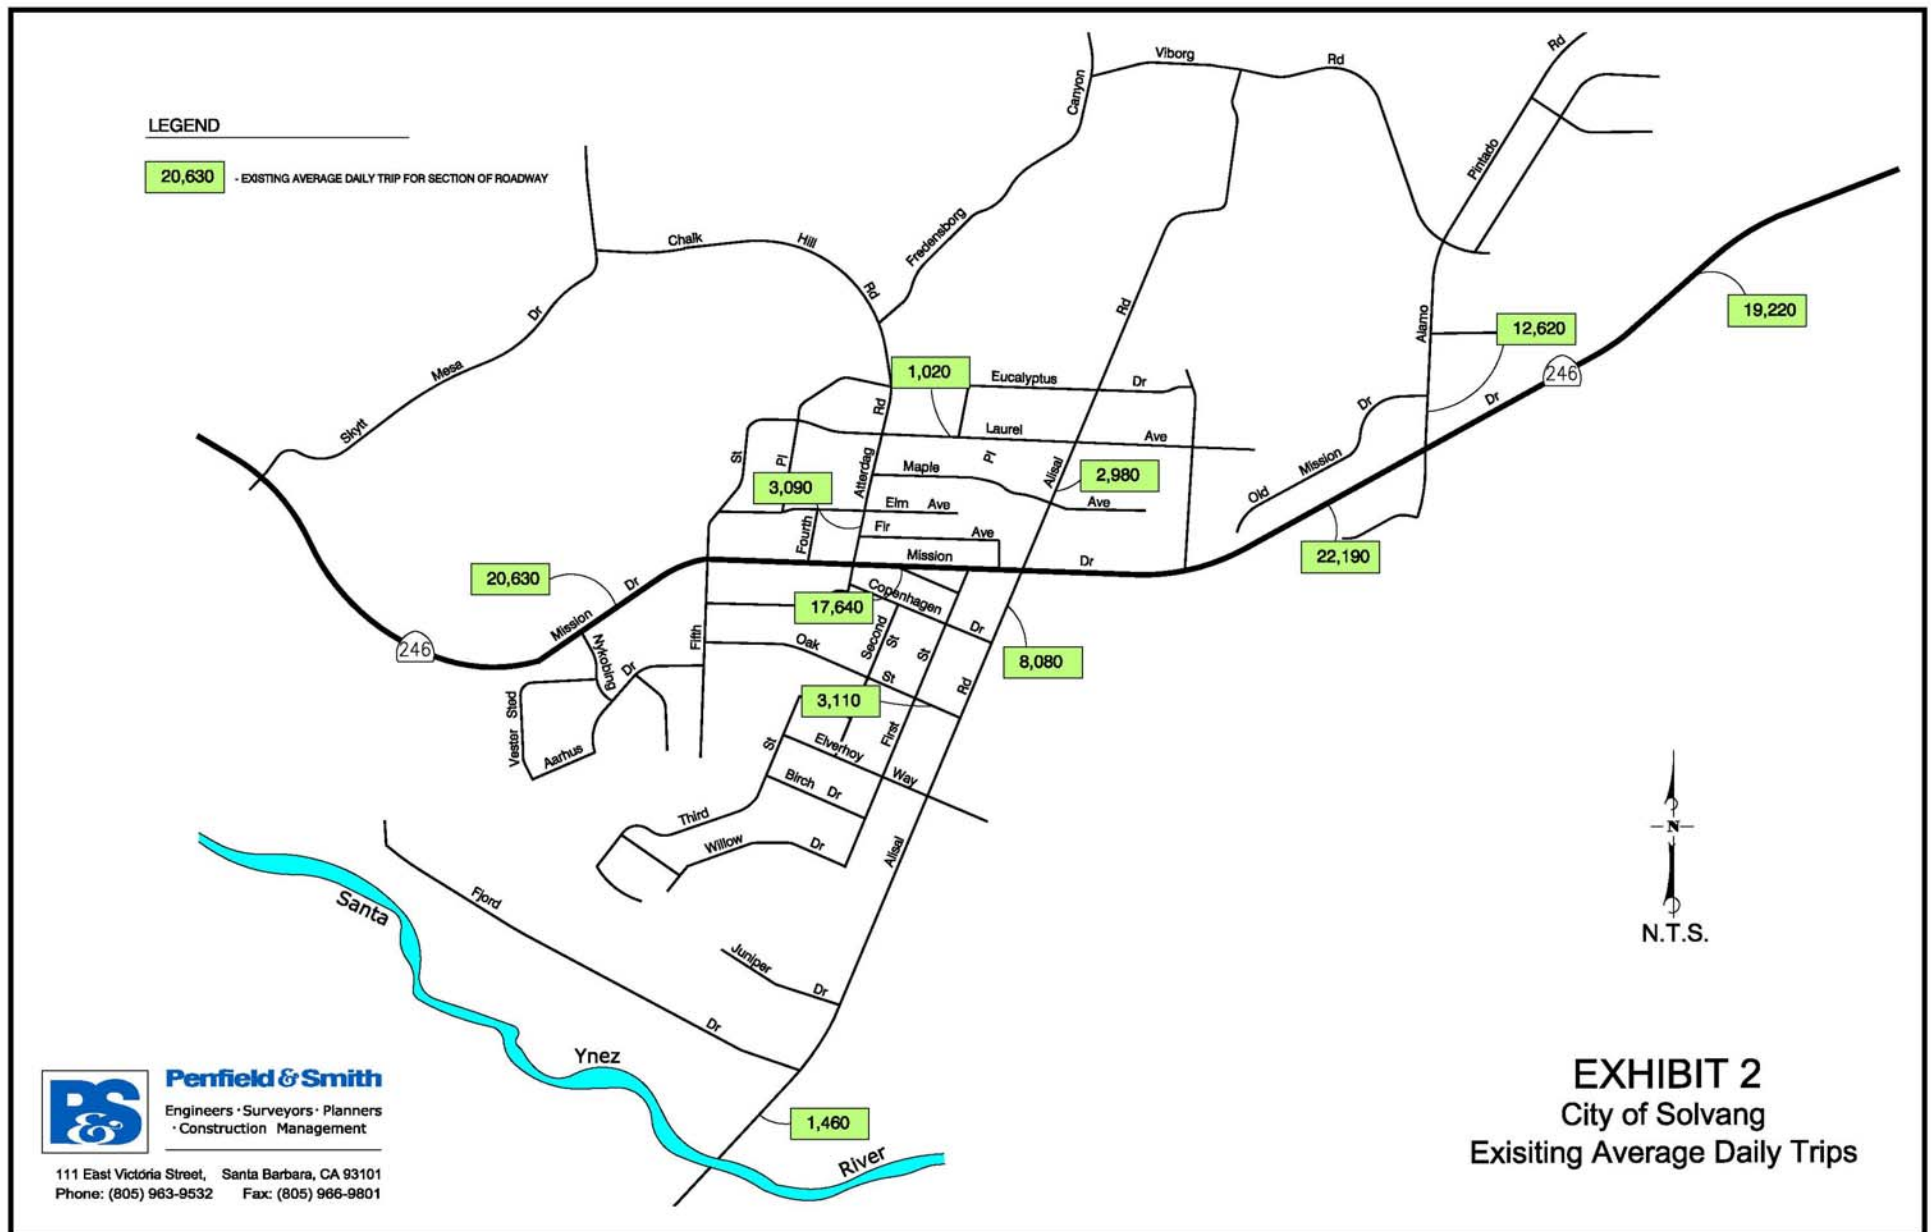 LEGEND
20,630 - EXISTING AVERAGE DAILY TRIP FOR SECTION OF ROADWAY
Viborg Rd
Canyon
Fredensborg
Rd
Pintado
Chalk Hill Rd
Skytt Mesa Dr
Rd
Alamo
19,220
12,620
246
1,020
Eucalyptus Dr
Rd
Laurel Ave
St
Pl
Atterdag
Maple Pl
Alisal
2,980
Ave
3,090
Elm Ave
Fourth
Fir Ave
Old Mission Dr
Dr
Mission Dr
22,190
20,630
Mission Dr
17,640
Copenhagen Dr
Second St
St
Fifth
Oak St
8,080
Rd
246
Nykobing
Dr
Vester Sted
Aarhus
3,110
First
St
Elverhoy Way
Birch Dr
Third
Willow Dr
Alisal
Fjord Dr
Juniper Dr
Santa
Ynez
River
1,460
N
N.T.S.
P&S
Penfield & Smith
Engineers · Surveyors · Planners
· Construction Management
111 East Victoria Street, Santa Barbara, CA 93101
Phone: (805) 963-9532 Fax: (805) 966-9801
EXHIBIT 2
City of Solvang
Exisiting Average Daily Trips